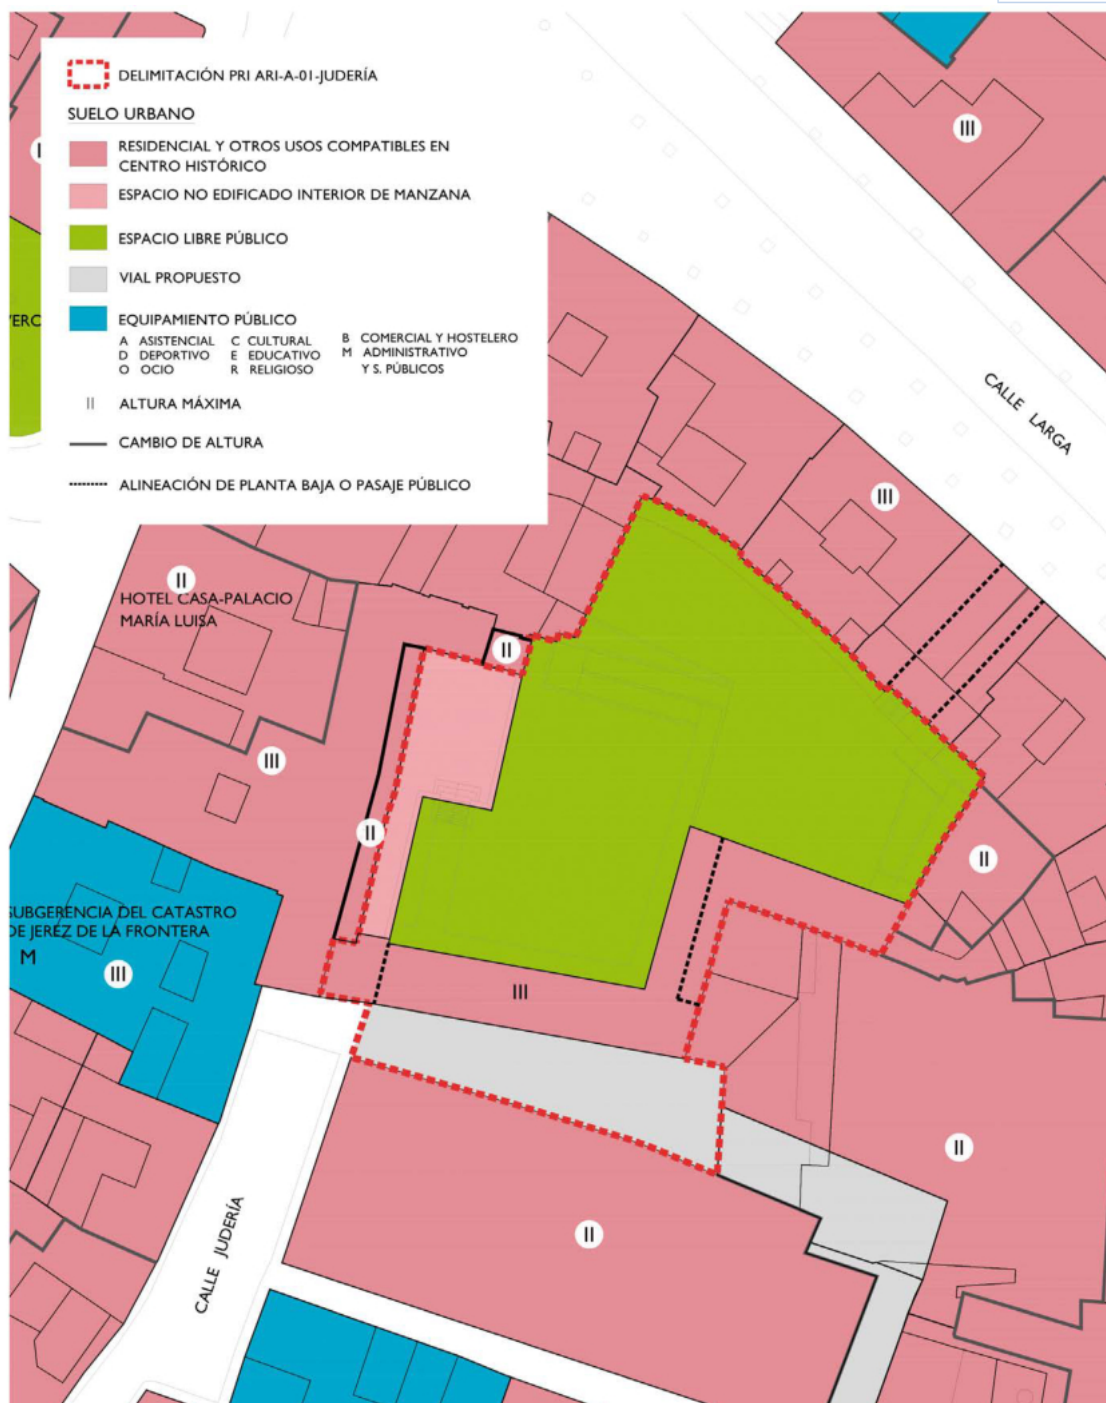 DELIMITACIÓN PRI ARI-A-01-JUDERÍA
SUELO URBANO
RESIDENCIAL Y OTROS USOS COMPATIBLES EN
CENTRO HISTÓRICO
ESPACIO NO EDIFICADO INTERIOR DE MANZANA
ESPACIO LIBRE PÚBLICO
VIAL PROPUESTO
EQUIPAMIENTO PÚBLICO
A ASISTENCIAL C CULTURAL B COMERCIAL Y HOSTELERO
D DEPORTIVO E EDUCATIVO M ADMINISTRATIVO
O OCIO R RELIGIOSO Y S. PÚBLICOS
II ALTURA MÁXIMA
CAMBIO DE ALTURA
ALINEACIÓN DE PLANTA BAJA O PASAJE PÚBLICO
III
CALLE LARGA
III
II
HOTEL CASA-PALACIO
MARÍA LUISA
II
III
II
II
SUBGERENCIA DEL CATASTRO
DE JEREZ DE LA FRONTERA
M
III
III
II
II
CALLE JUDERÍA